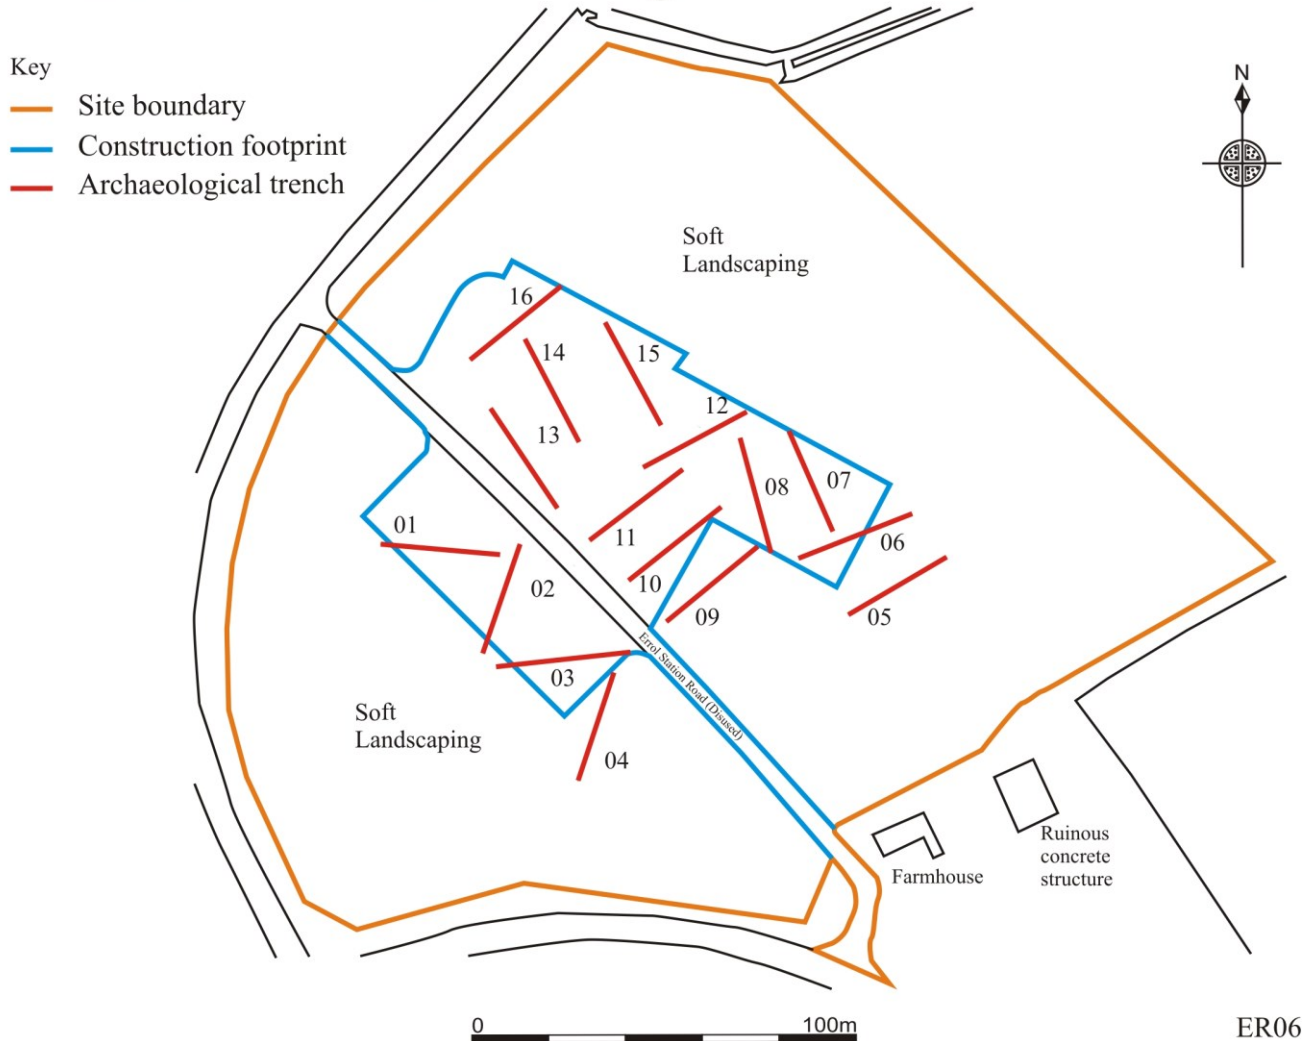 Key
Site boundary
Construction footprint
Archaeological trench
N
Soft
Landscaping
16
14
15
12
13
08
07
11
06
01
02
10
09
05
03
Errol Station Road (Disused)
Soft
Landscaping
04
Ruinous
concrete
structure
Farmhouse
0
100m
ER06